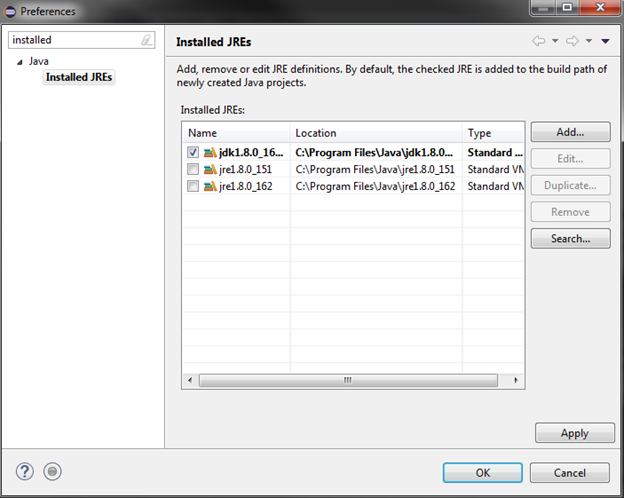 Preferences
installed
Java
Installed JREs
Installed JREs
Add, remove or edit JRE definitions. By default, the checked JRE is added to the build path of
newly created Java projects.
Installed JREs:
Name Location Type
jdk1.8.0_16... C:\Program Files\Java\jdk1.8.0... Standard ...
jre1.8.0_151 C:\Program Files\Java\jre1.8.0_151 Standard VM
jre1.8.0_162 C:\Program Files\Java\jre1.8.0_162 Standard VM
Add...
Edit...
Duplicate...
Remove
Search...
Apply
OK
Cancel